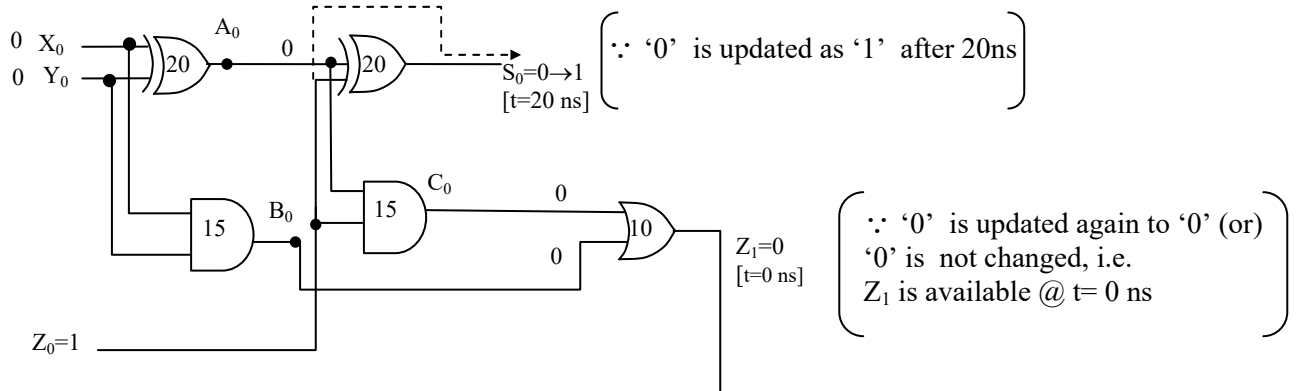 A₀
0 X₀
20
0
20
∵ ‘0’ is updated as ‘1’ after 20ns
0 Y₀
S₀=0→1
[t=20 ns]
C₀
0
15
B₀
15
10
0
Z₁=0
[t=0 ns]
∵ ‘0’ is updated again to ‘0’ (or)
‘0’ is not changed, i.e.
Z₁ is available @ t= 0 ns
Z₀=1